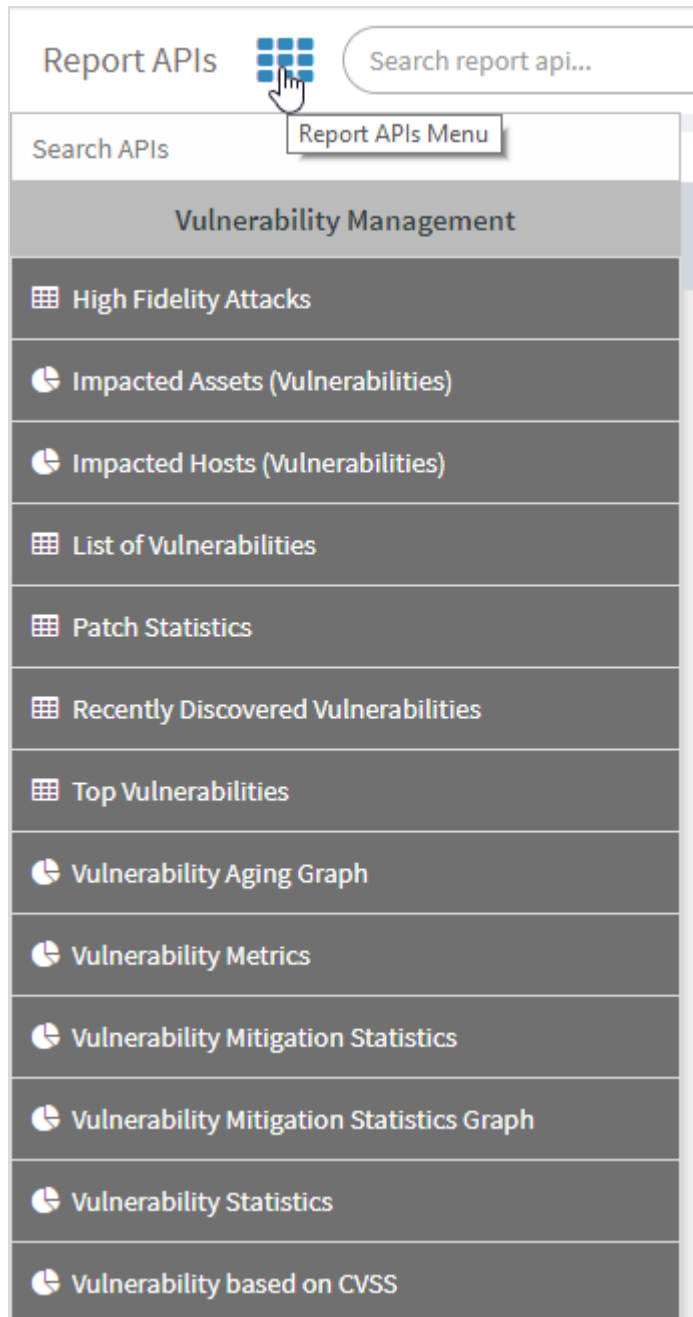 Report APIs
Search report api...
Report APIs Menu
Search APIs
Vulnerability Management
High Fidelity Attacks
Impacted Assets (Vulnerabilities)
Impacted Hosts (Vulnerabilities)
List of Vulnerabilities
Patch Statistics
Recently Discovered Vulnerabilities
Top Vulnerabilities
Vulnerability Aging Graph
Vulnerability Metrics
Vulnerability Mitigation Statistics
Vulnerability Mitigation Statistics Graph
Vulnerability Statistics
Vulnerability based on CVSS